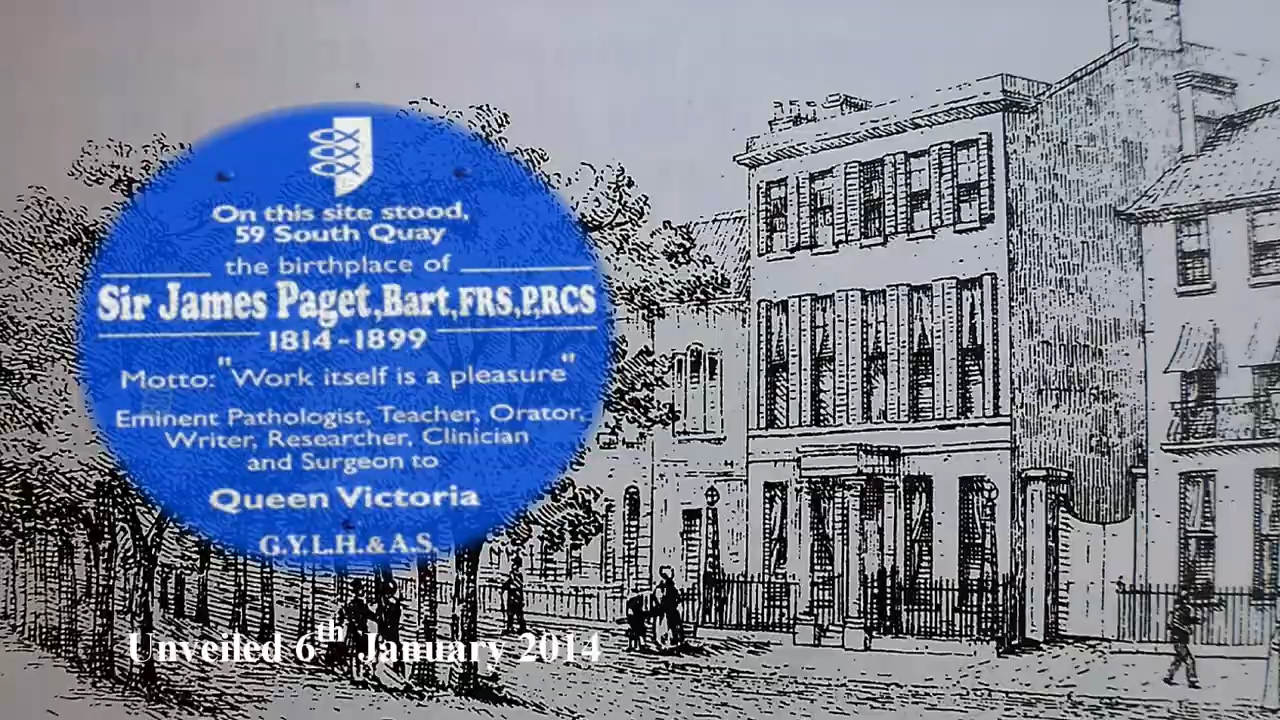 On this site stood,
59 South Quay
the birthplace of
Sir James Paget, Bart, FRS, P,RCS
1814-1899
Motto: "Work itself is a pleasure"
Eminent Pathologist, Teacher, Orator,
Writer, Researcher, Clinician
and Surgeon to
Queen Victoria
G.Y.L.H.& A.S.
Unveiled 6th January 2014